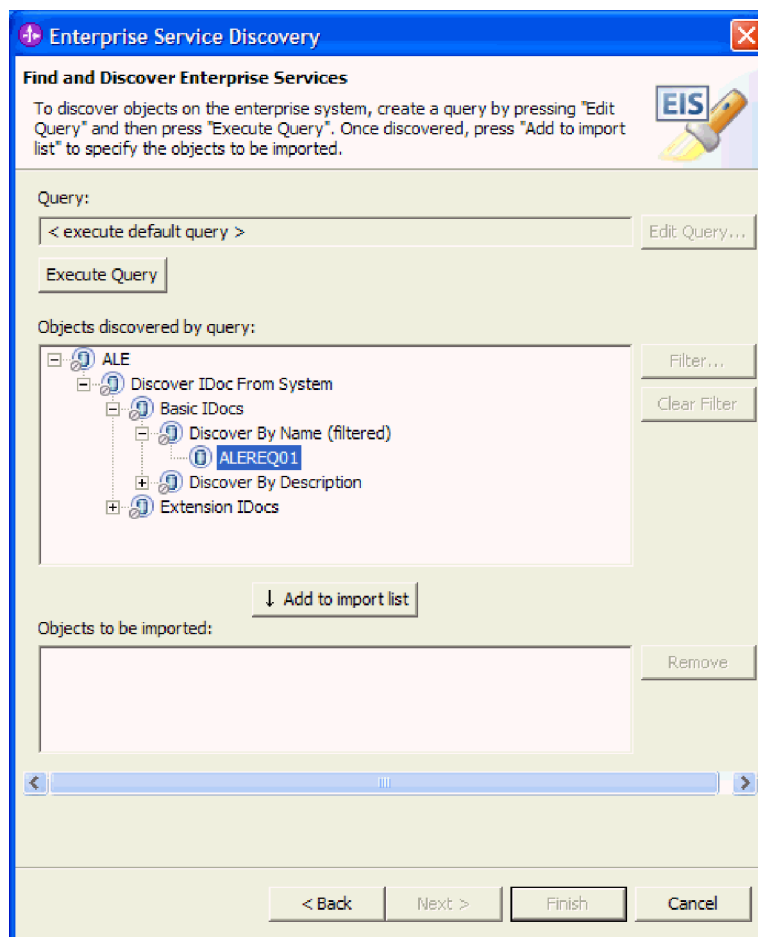 Enterprise Service Discovery
Find and Discover Enterprise Services
To discover objects on the enterprise system, create a query by pressing "Edit
Query" and then press "Execute Query". Once discovered, press "Add to import
list" to specify the objects to be imported.
EIS
Query:
< execute default query >
Edit Query...
Execute Query
Objects discovered by query:
ALE
Filter...
Discover IDoc From System
Clear Filter
Basic IDocs
Discover By Name (filtered)
ALEREQ01
Discover By Description
Extension IDocs
↓ Add to import list
Objects to be imported:
Remove
< Back
Next >
Finish
Cancel